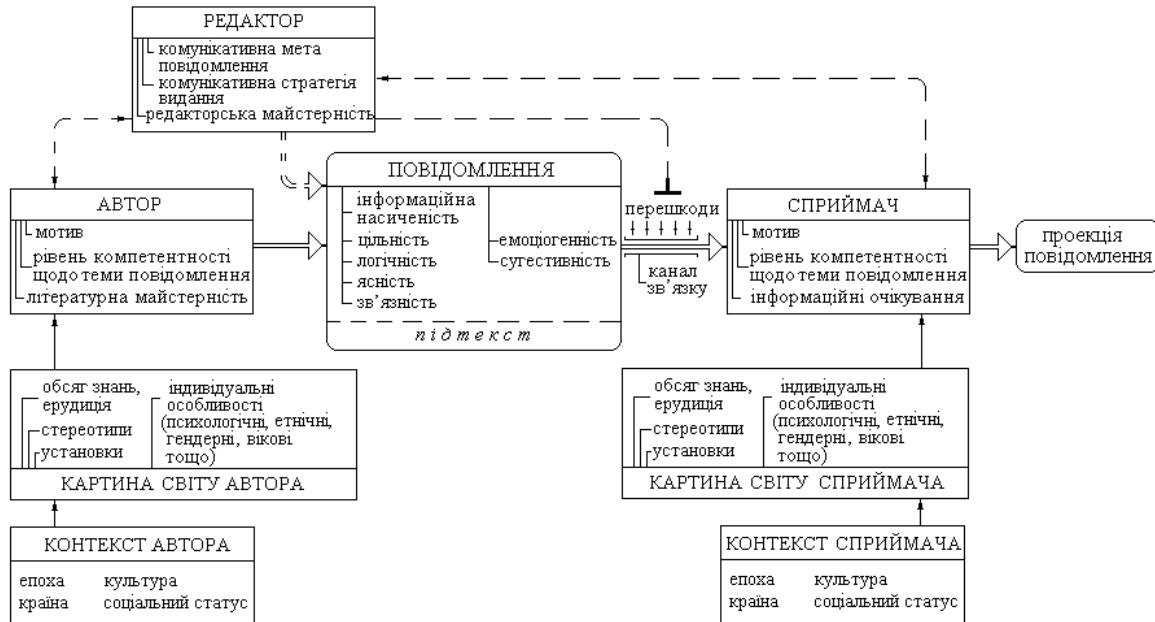 РЕДАКТОР
комунікативна мета
повідомлення
комунікативна стратегія
видання
редакторська майстерність
АВТОР
мотив
рівень компетентності
щодо теми повідомлення
літературна майстерність
ПОВІДОМЛЕННЯ
інформаційна
насиченість
цільність
логічність
ясність
зв’язність
емоціогенність
сугестивність
підтекст
перешкоди
канал
зв’язку
СПРИЙМАЧ
мотив
рівень компетентності
щодо теми повідомлення
інформаційні очікування
проекція
повідомлення
обсяг знань,
ерудиція
стереотипи
установки
індивідуальні
особливості
(психологічні, етнічні,
гендерні, вікові
тощо)
КАРТИНА СВІТУ АВТОРА
обсяг знань,
ерудиція
стереотипи
установки
індивідуальні
особливості
(психологічні, етнічні,
гендерні, вікові
тощо)
КАРТИНА СВІТУ СПРИЙМАЧА
КОНТЕКСТ АВТОРА
епоха культура
країна соціальний статус
КОНТЕКСТ СПРИЙМАЧА
епоха культура
країна соціальний статус